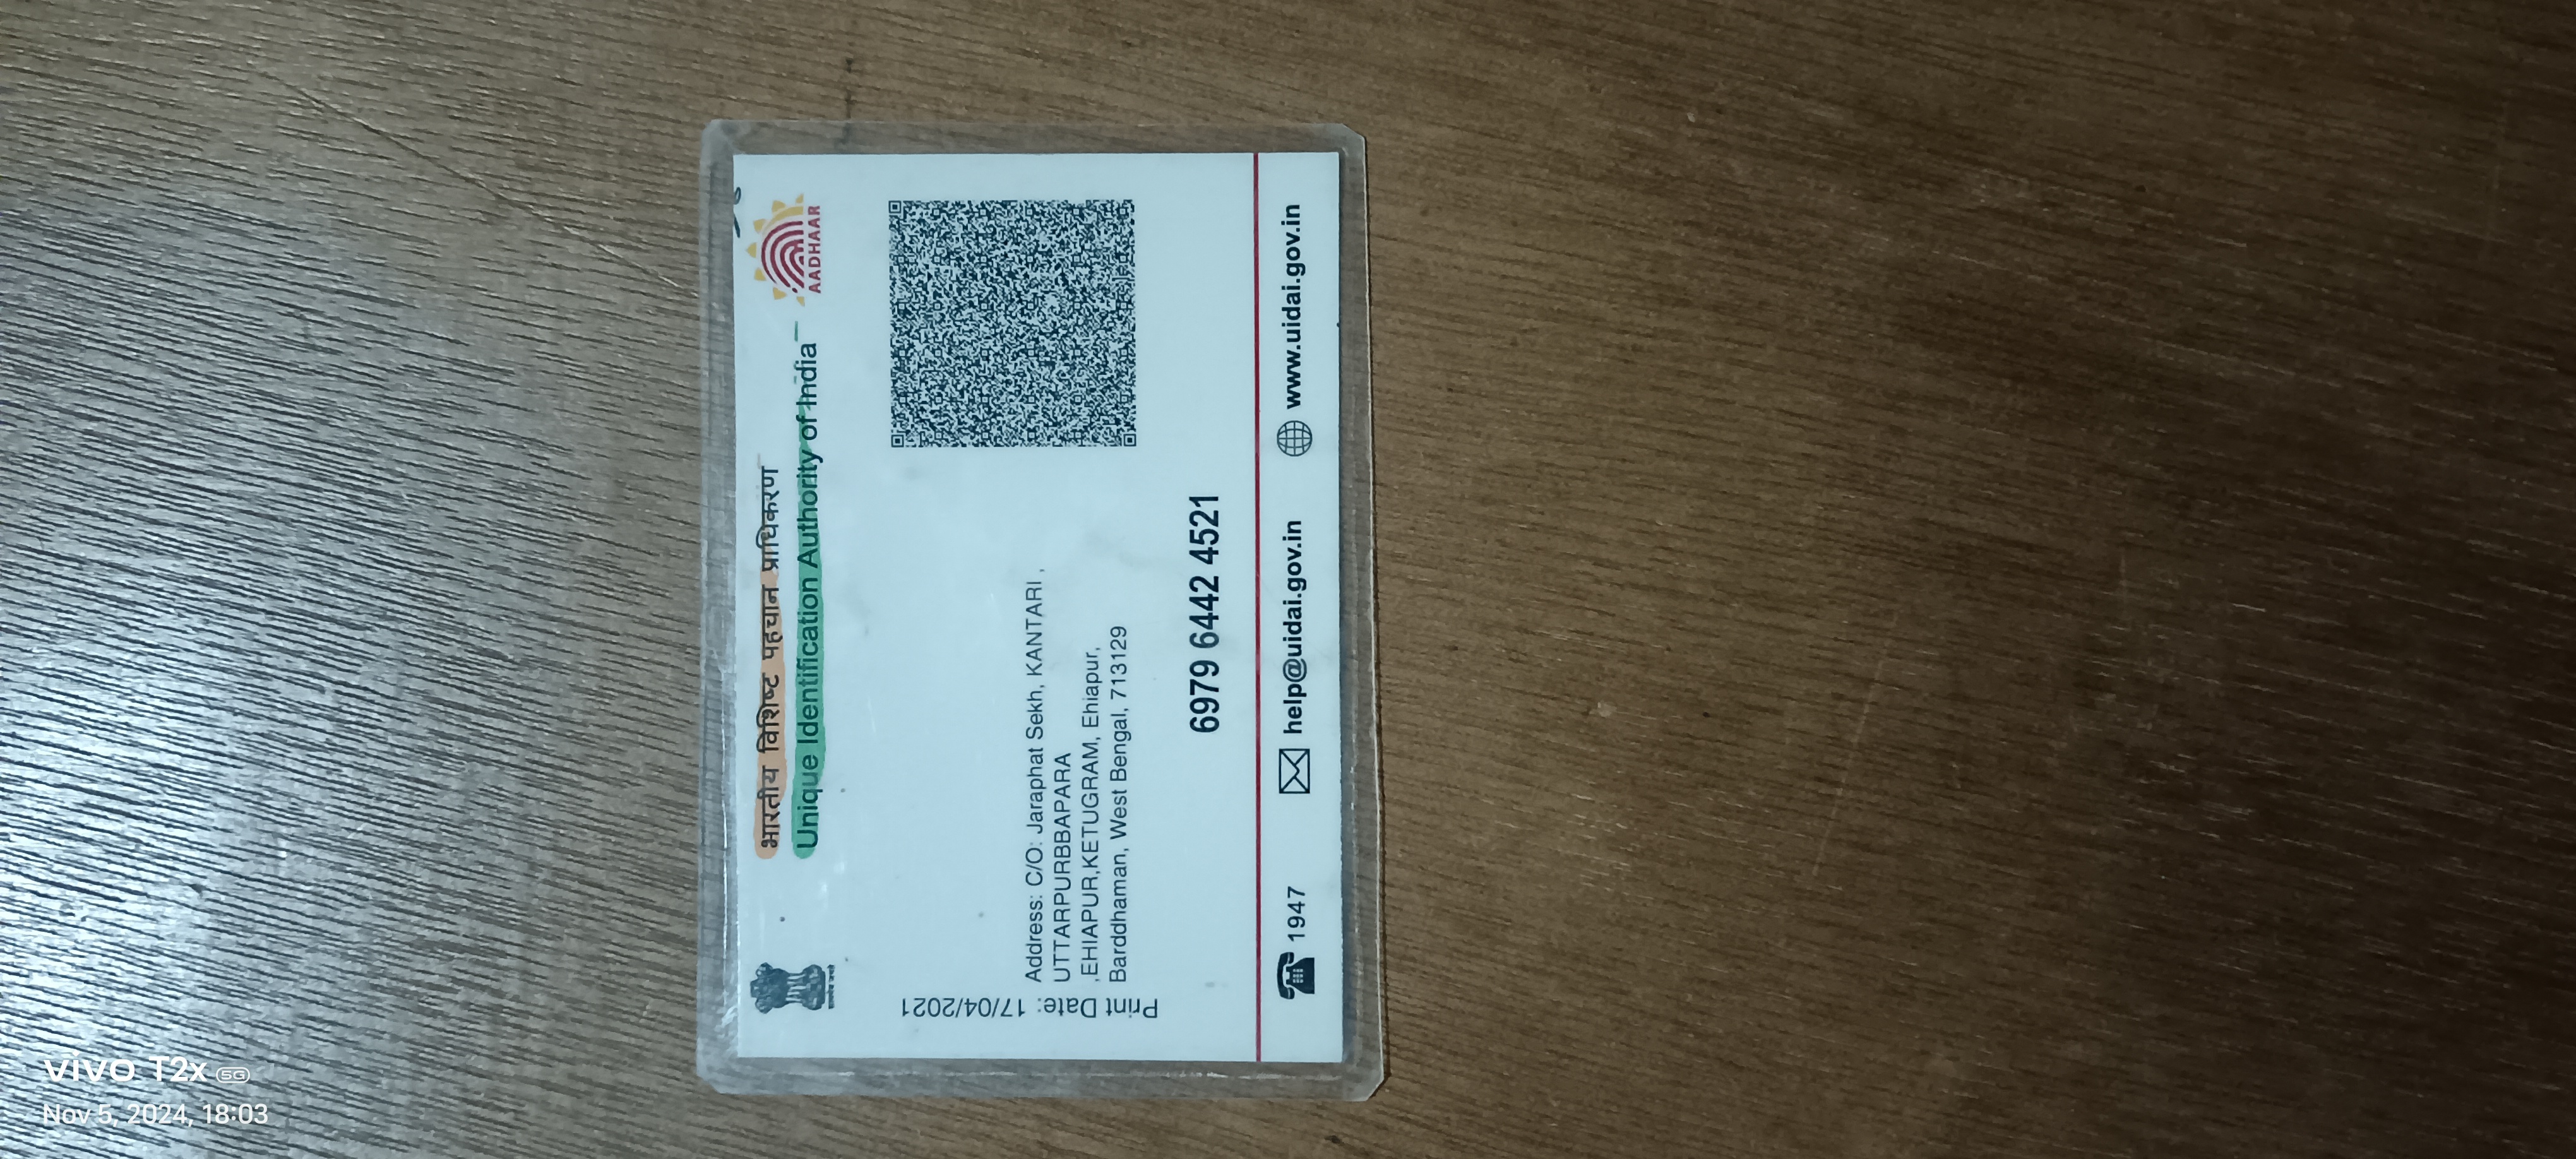 भारतीय विशिष्ट पहचान प्राधिकरण
Unique Identification Authority of India
AADHAAR
Print Date: 17/04/2021
Address: C/O: Jaraphat Sekh, KANTARI ,
UTTARPURBBAPARA
,EHIAPUR,KETUGRAM, Ehiapur,
Barddhaman, West Bengal, 713129
6979 6442 4521
1947
help@uidai.gov.in
www.uidai.gov.in
vivo T2x 5G
Nov 5, 2024, 18:03